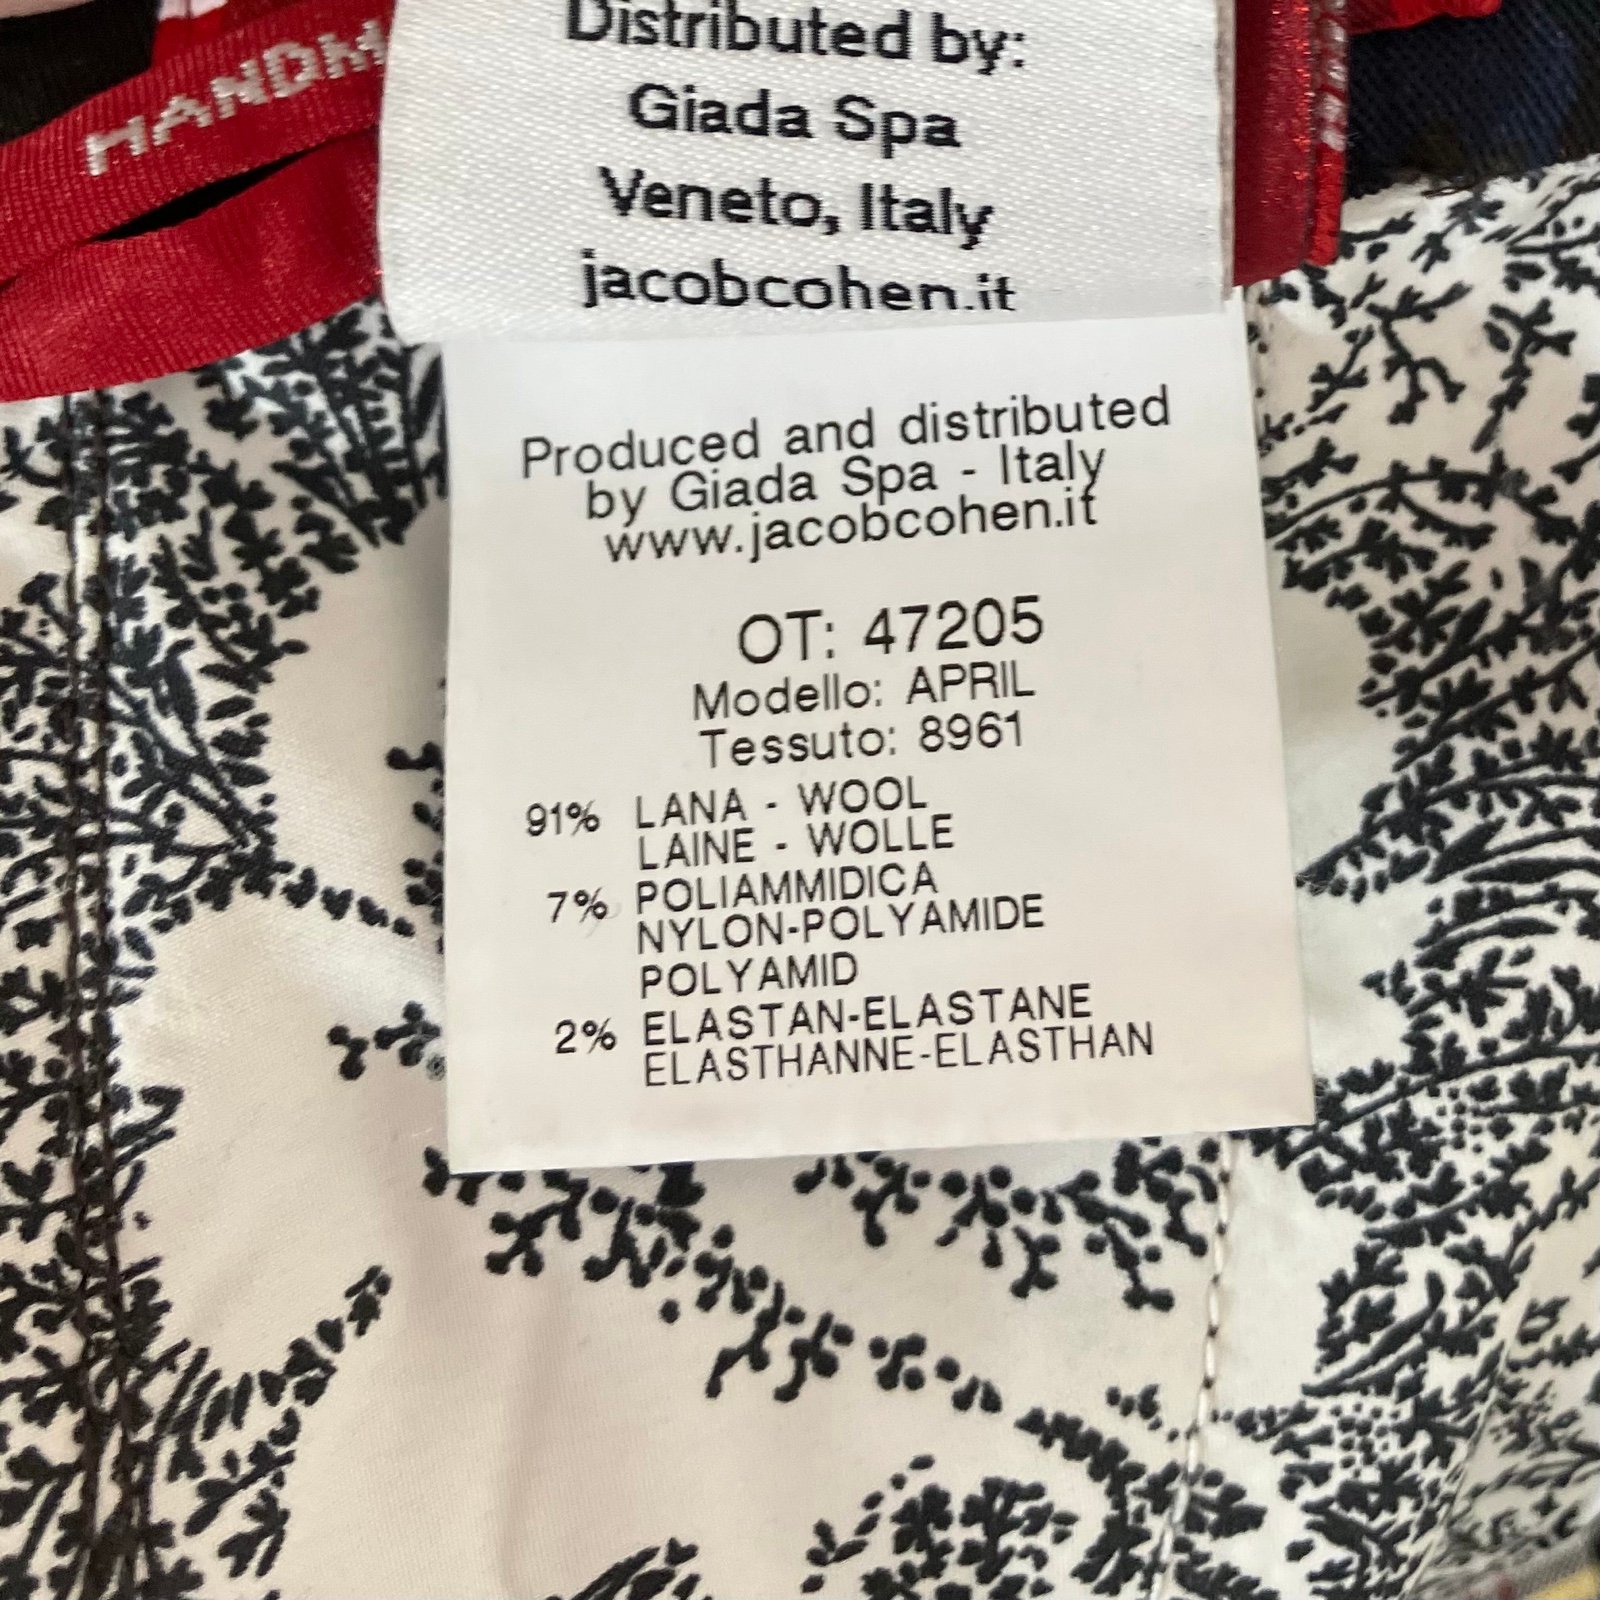 HANDM
Distributed by:
Giada Spa
Veneto, Italy
jacobcohen.it
Produced and distributed
by Giada Spa - Italy
www.jacobcohen.it
OT: 47205
Modello: APRIL
Tessuto: 8961
91% LANA - WOOL
LAINE - WOLLE
7% POLIAMMIDICA
NYLON-POLYAMIDE
POLYAMID
2% ELASTAN-ELASTANE
ELASTHANNE-ELASTHAN